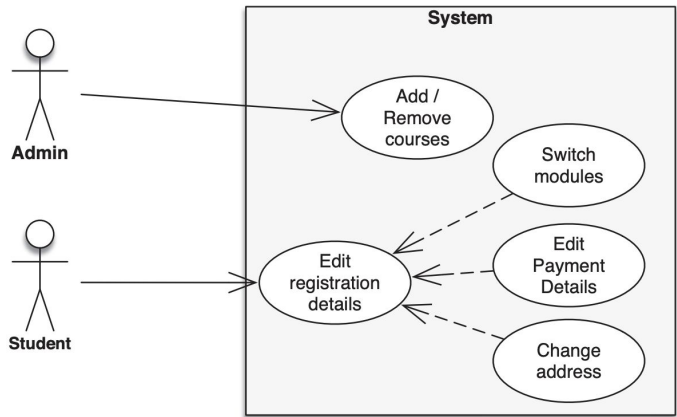 System
Add /
Remove
courses
Admin
Switch
modules
Edit
Payment
Details
Edit
registration
details
Student
Change
address